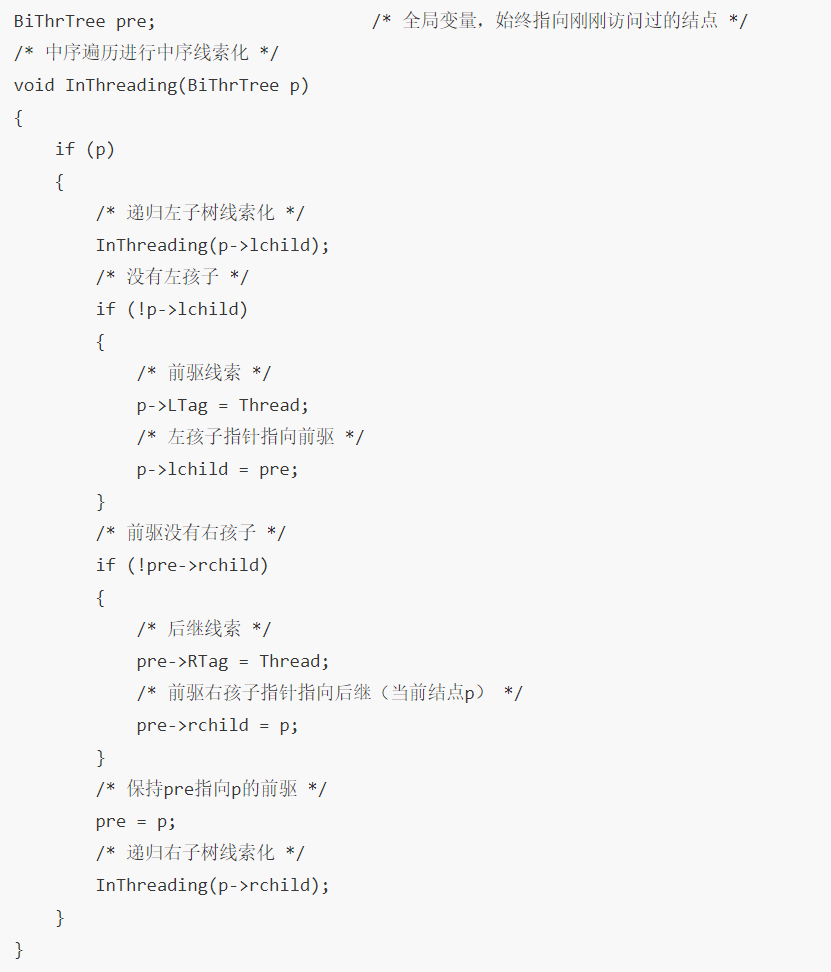 BiThrTree pre; /* 全局变量，始终指向刚刚访问过的结点 */
/* 中序遍历进行中序线索化 */
void InThreading(BiThrTree p)
{
    if (p)
    {
        /* 递归左子树线索化 */
        InThreading(p->lchild);
        /* 没有左孩子 */
        if (!p->lchild)
        {
            /* 前驱线索 */
            p->LTag = Thread;
            /* 左孩子指针指向前驱 */
            p->lchild = pre;
        }
        /* 前驱没有右孩子 */
        if (!pre->rchild)
        {
            /* 后继线索 */
            pre->RTag = Thread;
            /* 前驱右孩子指针指向后继（当前结点p） */
            pre->rchild = p;
        }
        /* 保持pre指向p的前驱 */
        pre = p;
        /* 递归右子树线索化 */
        InThreading(p->rchild);
    }
}